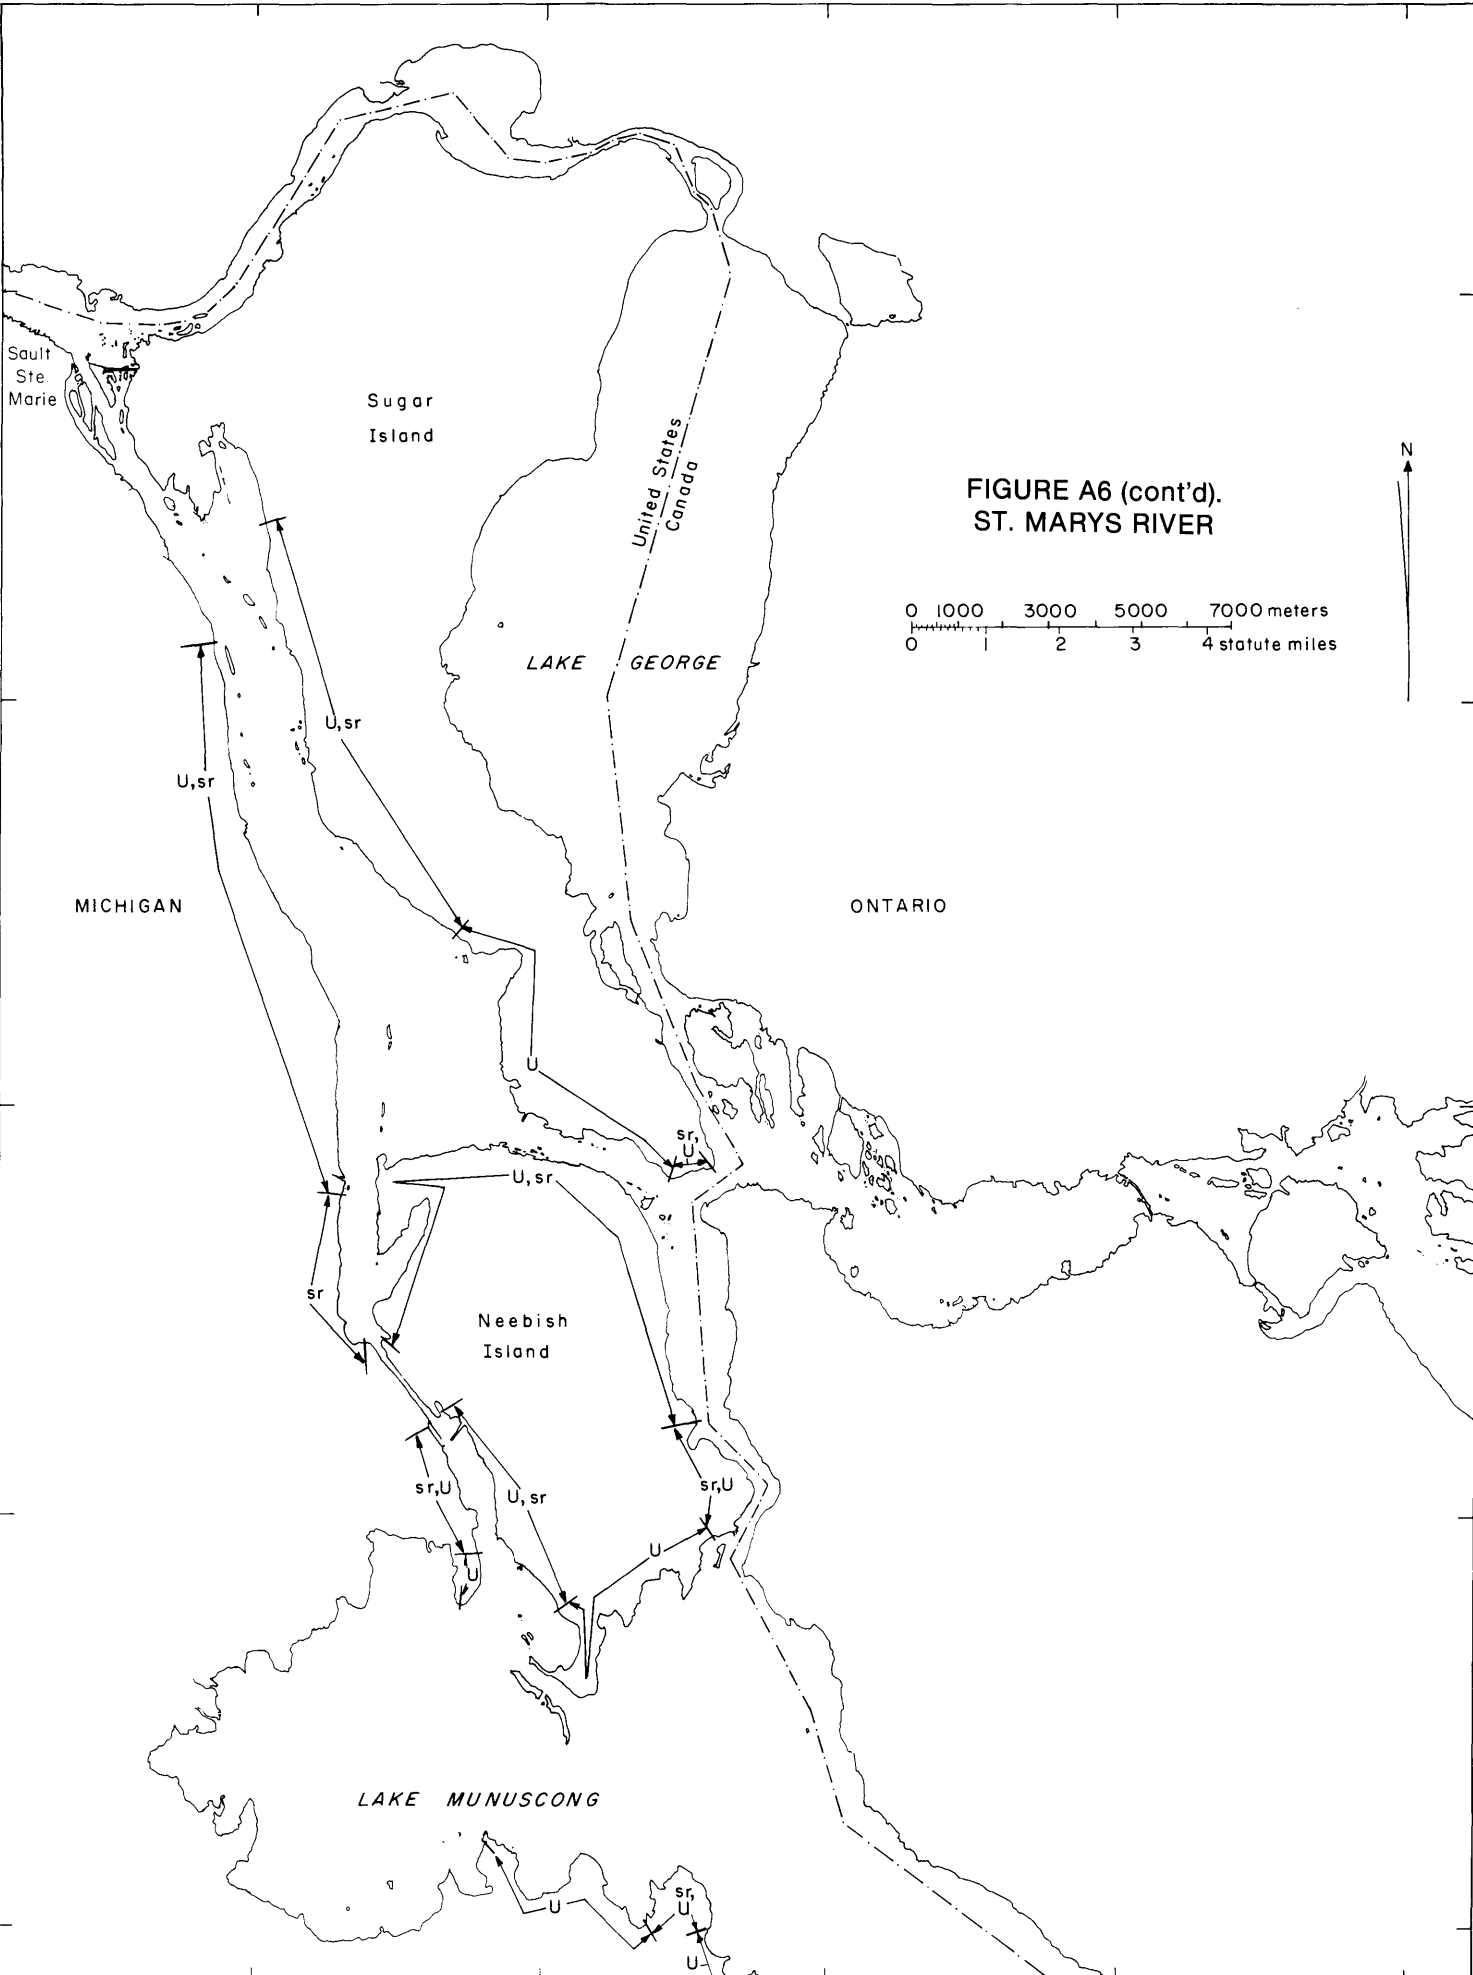 Sault
Ste.
Marie
Sugar
Island
United States
Canada
N
FIGURE A6 (cont'd).
ST. MARYS RIVER
0 1000 3000 5000 7000 meters
0 1 2 3 4 statute miles
LAKE GEORGE
U,sr
U,sr
MICHIGAN
ONTARIO
U
sr,
U
U,sr
sr
Neebish
Island
sr,U
U,sr
sr,U
U
U
LAKE MUNUSCONG
U
sr,
U
U